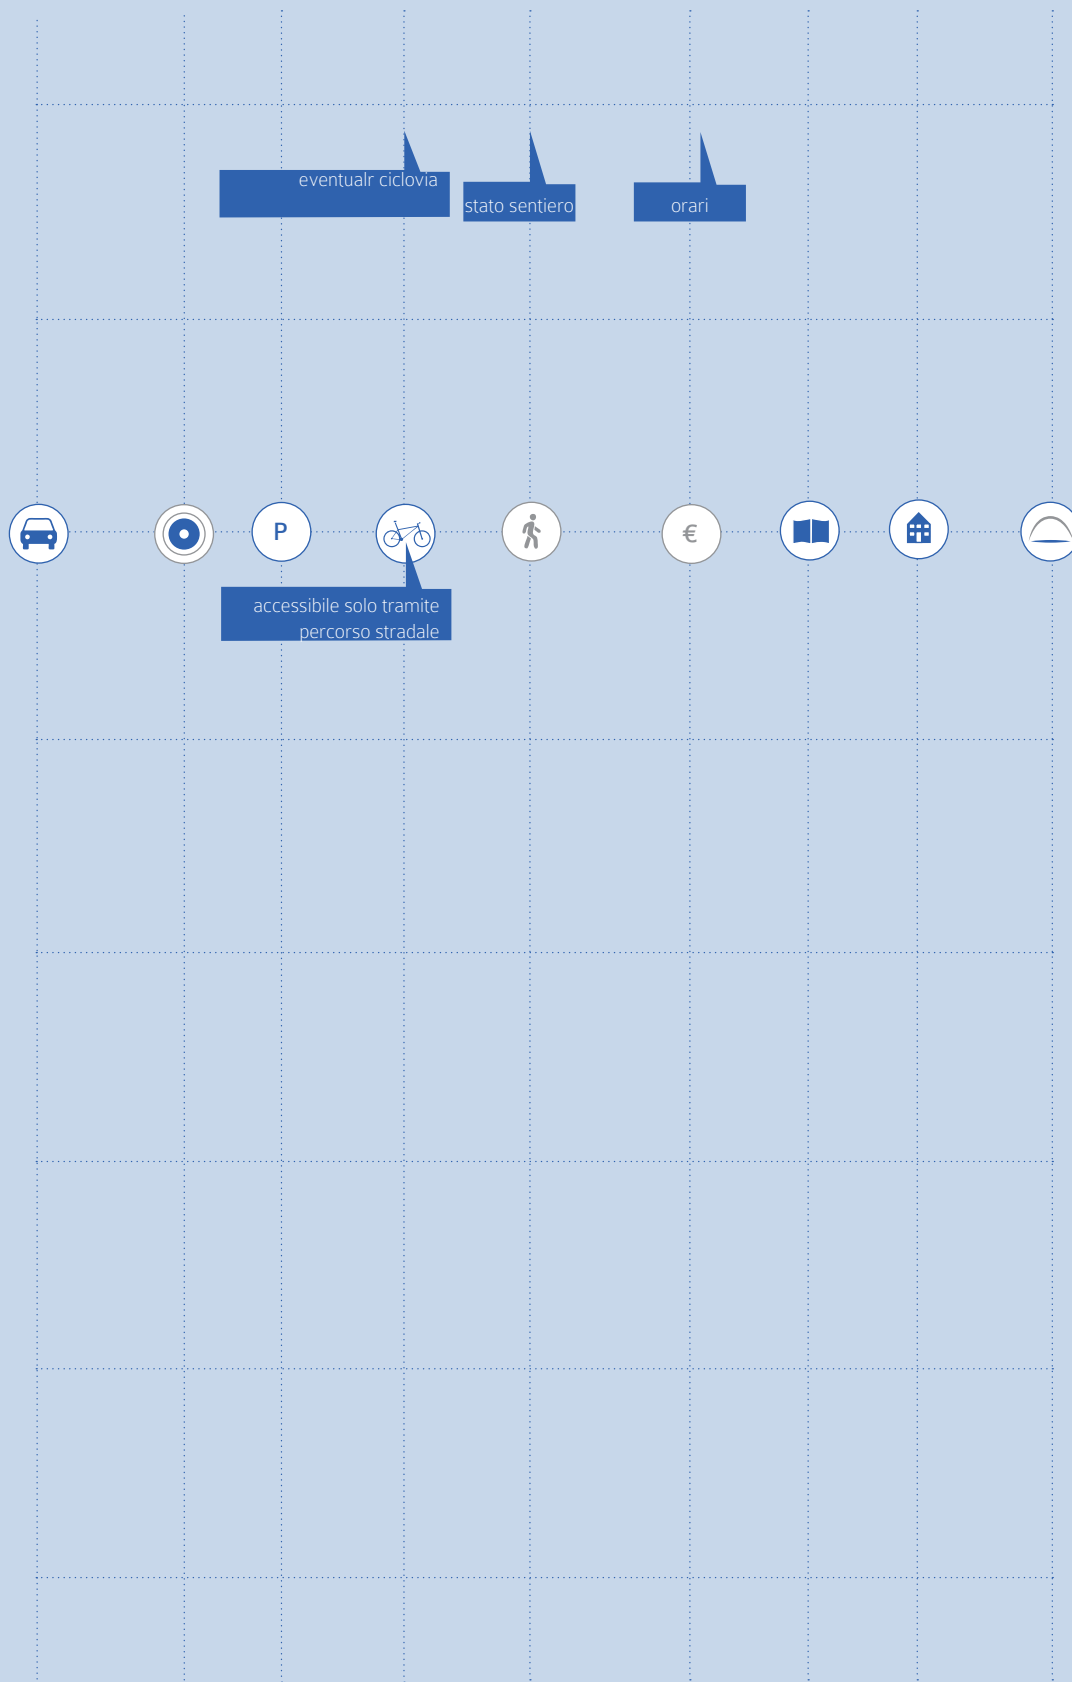 eventualr ciclovia
stato sentiero
orari
P
€
accessibile solo tramite
percorso stradale